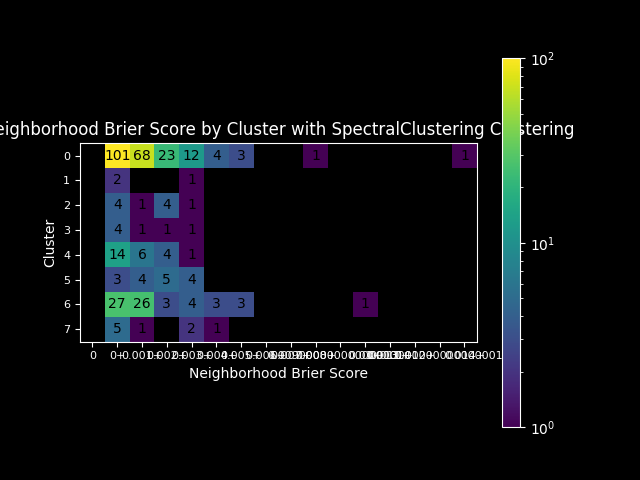 eighborhood Brier Score by Cluster with SpectralClustering C stering
0 101 68 23 12 4 3 1 1
1 2 1
2 4 1 4 1
3 4 1 1 1
4 14 6 4 1
5 3 4 5 4
6 27 26 3 4 3 3 1
7 5 1 2 1
Cluster
0
Neighborhood Brier Score
10²
10¹
10⁰